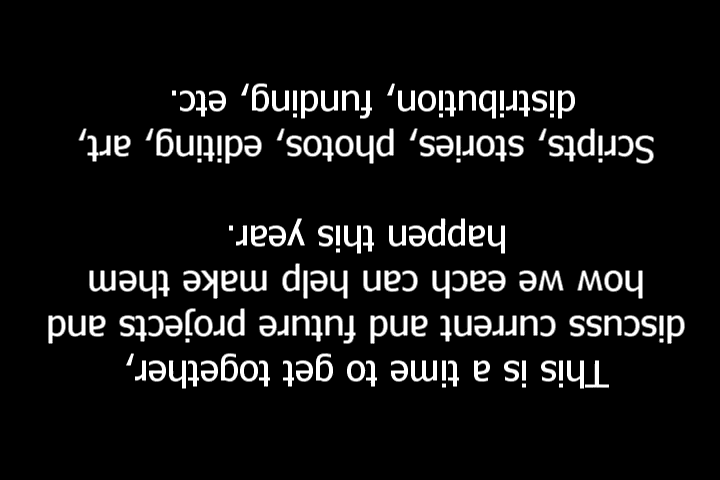 This is a time to get together,
discuss current and future projects and
how we each can help make them
happen this year.
Scripts, stories, photos, editing, art,
distribution, funding, etc.